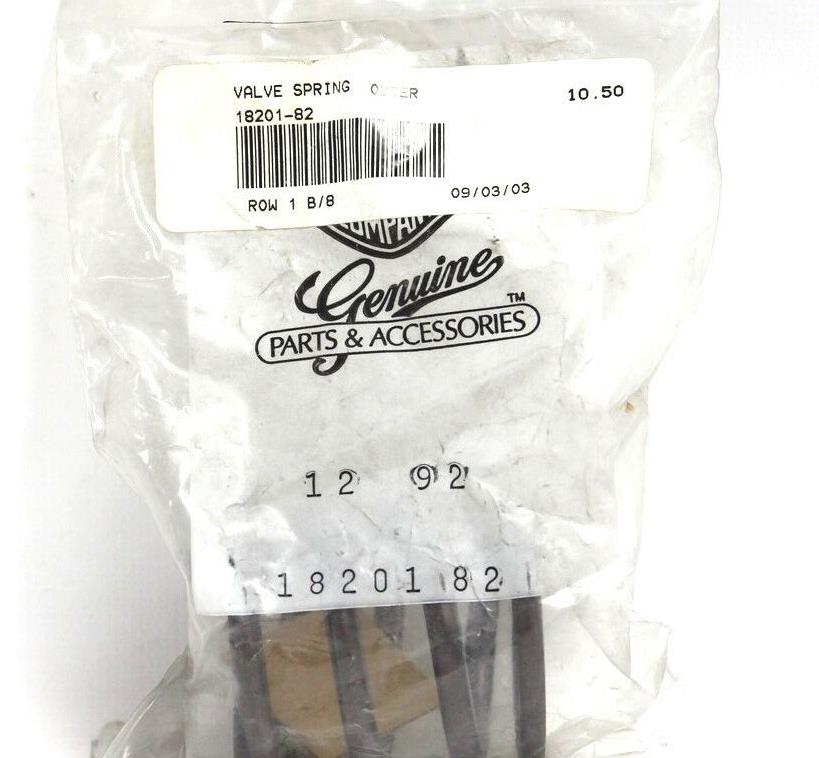 VALVE SPRING OUTER 10.50
18201-82
ROW 1 B/8 09/03/03
COMPANY
Genuine
TM
PARTS & ACCESSORIES
12 92
18201 82